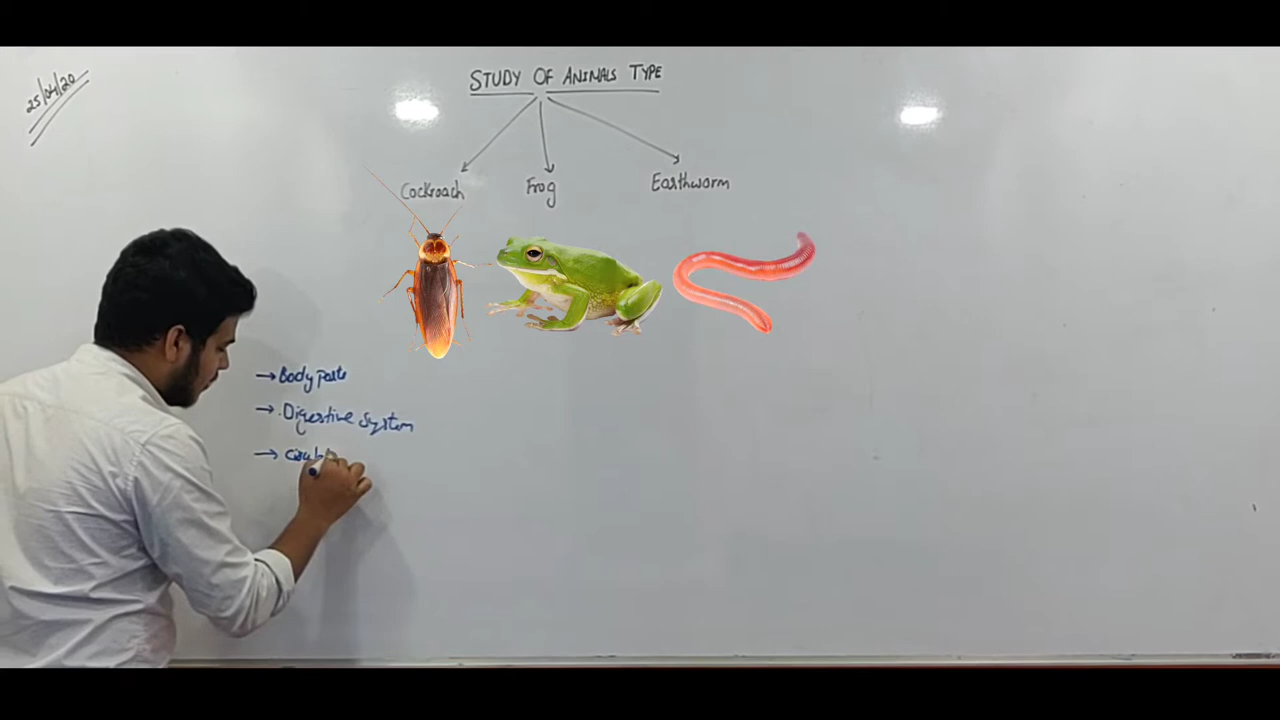 25/04/20
STUDY OF ANIMALS TYPE
Cockroach Frog Earthworm
→ Body parts
→ Digestive system
→